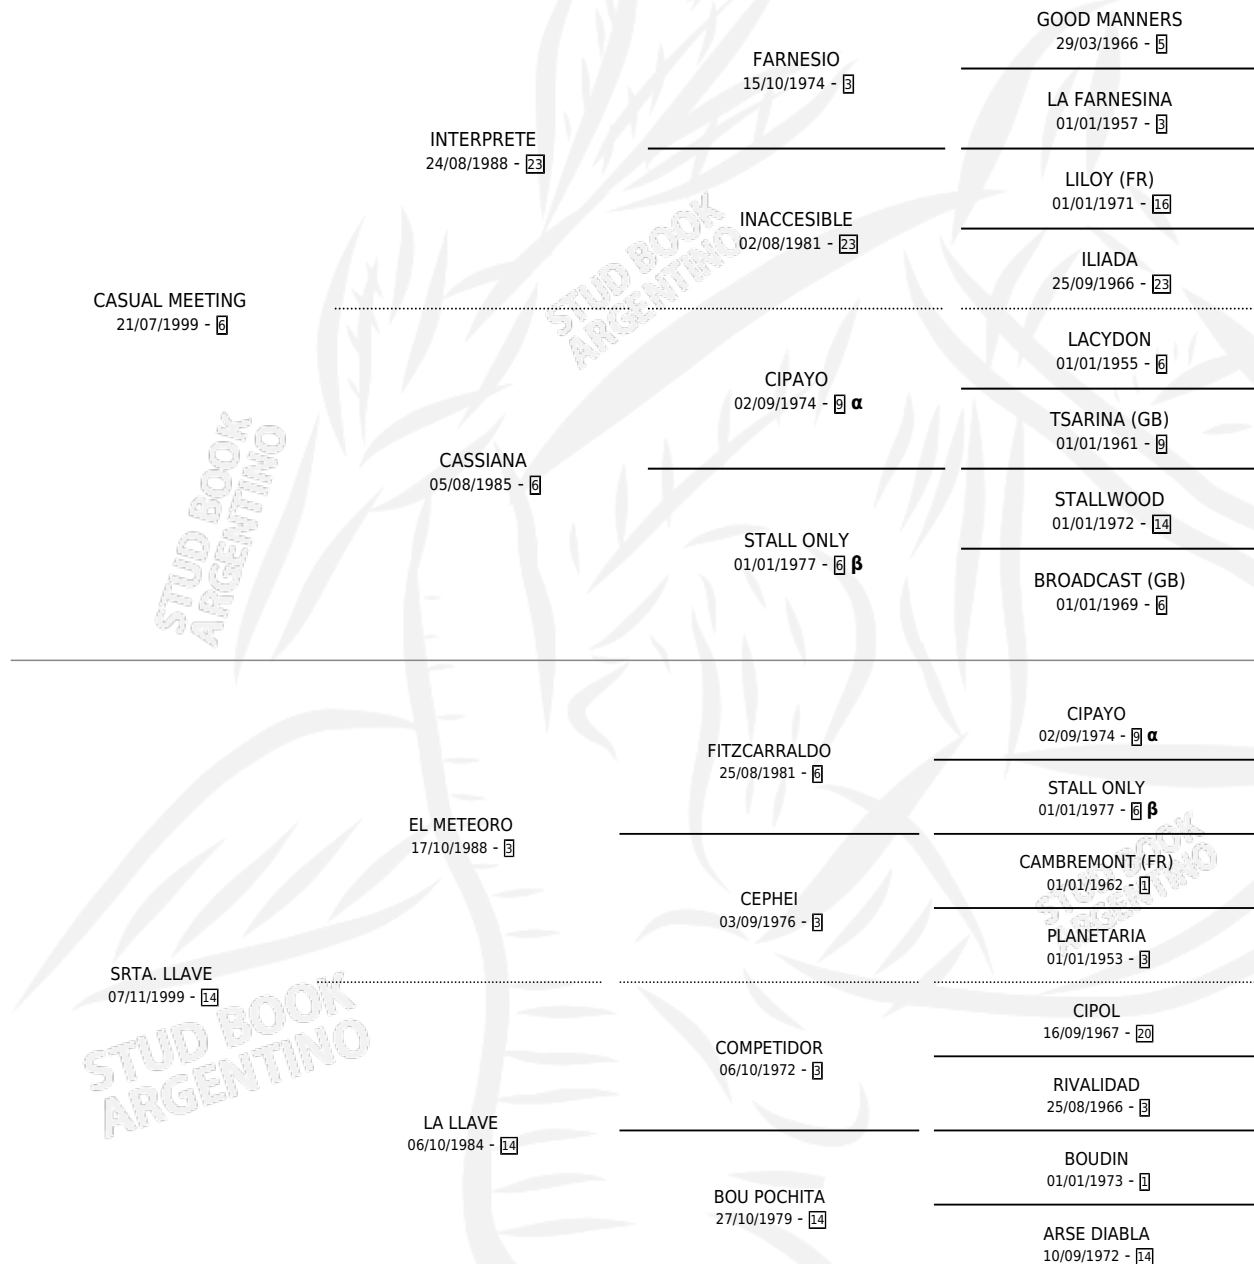 GOOD MANNERS
29/03/1966 - 5
FARNESIO
15/10/1974 - 3
LA FARNESINA
01/01/1957 - 3
INTERPRETE
24/08/1988 - 23
LILOY (FR)
01/01/1971 - 16
INACCESIBLE
02/08/1981 - 23
ILIADA
25/09/1966 - 23
CASUAL MEETING
21/07/1999 - 6
LACYDON
01/01/1955 - 6
CIPAYO
02/09/1974 - 9 α
TSARINA (GB)
01/01/1961 - 9
CASSIANA
05/08/1985 - 6
STALLWOOD
01/01/1972 - 14
STALL ONLY
01/01/1977 - 6 β
BROADCAST (GB)
01/01/1969 - 6
CIPAYO
02/09/1974 - 9 α
FITZCARRALDO
25/08/1981 - 6
STALL ONLY
01/01/1977 - 6 β
EL METEORO
17/10/1988 - 3
CAMBREMONT (FR)
01/01/1962 - 1
CEPHEI
03/09/1976 - 3
PLANETARIA
01/01/1953 - 3
SRTA. LLAVE
07/11/1999 - 14
CIPOL
16/09/1967 - 20
COMPETIDOR
06/10/1972 - 3
RIVALIDAD
25/08/1966 - 3
LA LLAVE
06/10/1984 - 14
BOUDIN
01/01/1973 - 1
BOU POCHITA
27/10/1979 - 14
ARSE DIABLA
10/09/1972 - 14
STUD BOOK
ARGENTINO
STUD BOOK
ARGENTINO
STUD BOOK
ARGENTINO
STUD BOOK
ARGENTINO